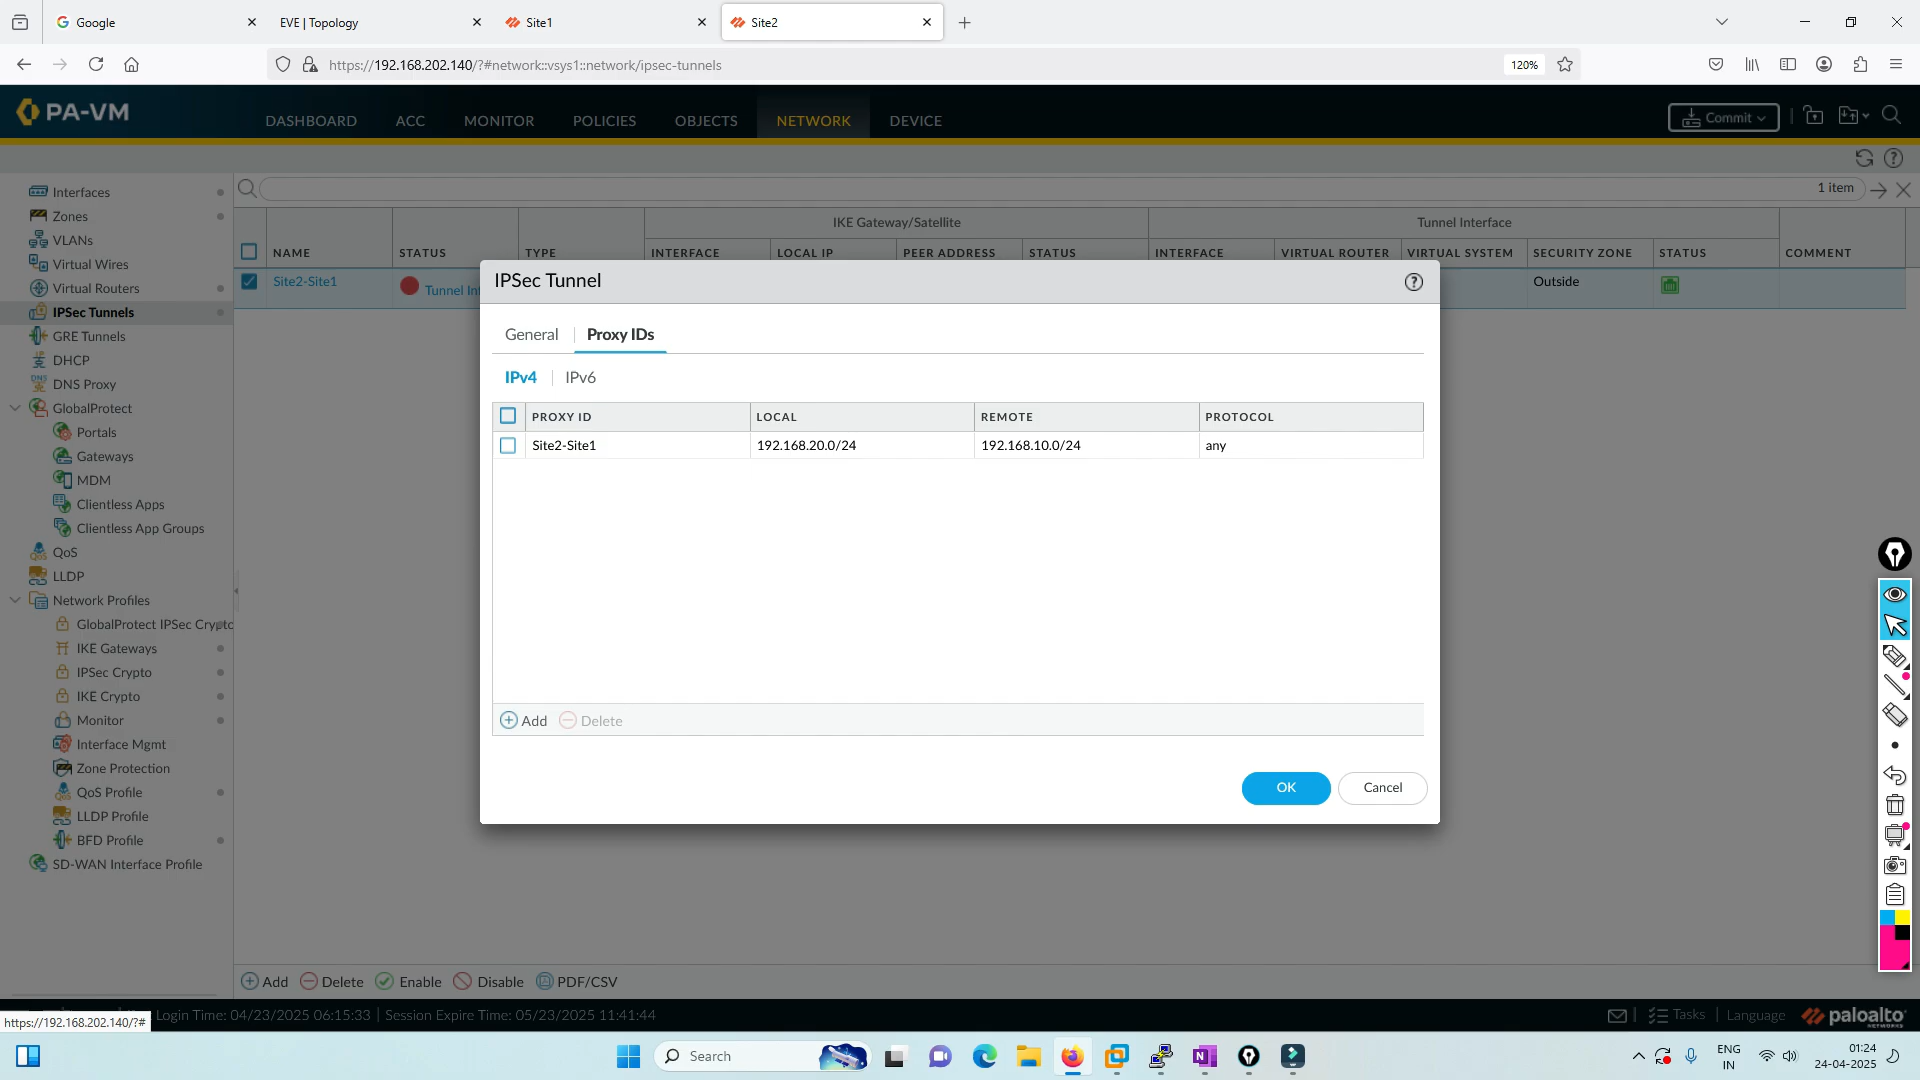 Google
EVE | Topology
Site1
Site2
https://192.168.202.140/?#network::vsys1::network/ipsec-tunnels
120%
PA-VM
DASHBOARD
ACC
MONITOR
POLICIES
OBJECTS
NETWORK
DEVICE
Commit
1 item
Interfaces
Zones
VLANs
Virtual Wires
Virtual Routers
IPSec Tunnels
GRE Tunnels
DHCP
DNS Proxy
GlobalProtect
Portals
Gateways
MDM
Clientless Apps
Clientless App Groups
QoS
LLDP
Network Profiles
GlobalProtect IPSec Crypto
IKE Gateways
IPSec Crypto
IKE Crypto
Monitor
Interface Mgmt
Zone Protection
QoS Profile
LLDP Profile
BFD Profile
SD-WAN Interface Profile
IKE Gateway/Satellite
Tunnel Interface
NAME
STATUS
TYPE
INTERFACE
LOCAL IP
PEER ADDRESS
STATUS
INTERFACE
VIRTUAL ROUTER
VIRTUAL SYSTEM
SECURITY ZONE
STATUS
COMMENT
Site2-Site1
Tunnel In
Outside
IPSec Tunnel
General
Proxy IDs
IPv4
IPv6
PROXY ID
LOCAL
REMOTE
PROTOCOL
Site2-Site1
192.168.20.0/24
192.168.10.0/24
any
Add
Delete
OK
Cancel
Add
Delete
Enable
Disable
PDF/CSV
https://192.168.202.140/?#
Login Time: 04/23/2025 06:15:33 | Session Expire Time: 05/23/2025 11:41:44
Tasks
Language
paloalto
NETWORKS
Search
ENG
IN
01:24
24-04-2025